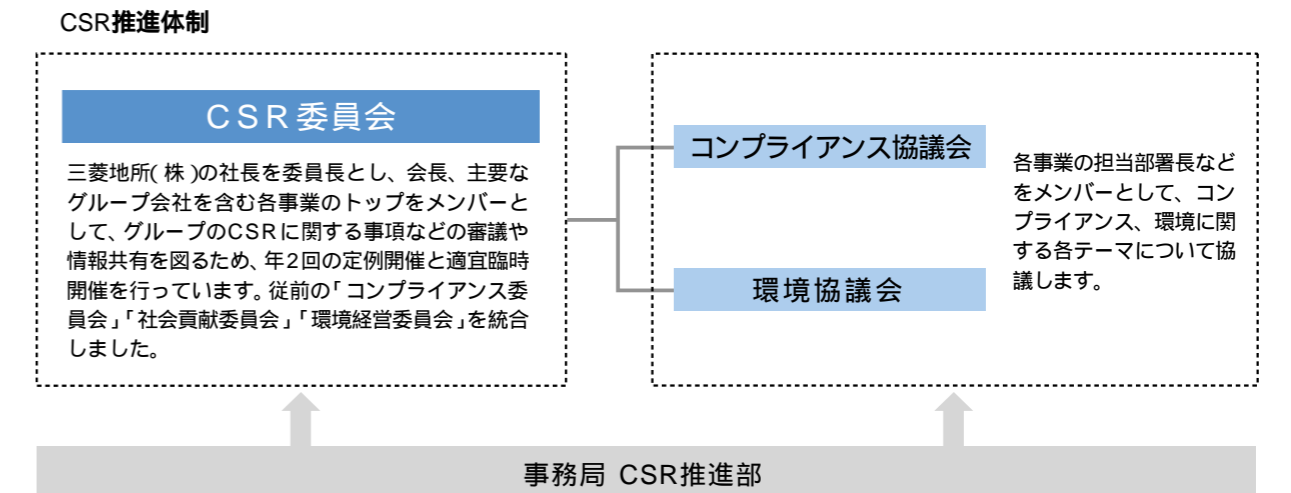 CSR推進体制
CSR委員会
三菱地所(株)の社長を委員長とし、会長、主要な
グループ会社を含む各事業のトップをメンバーと
して、グループのCSRに関する事項などの審議や
情報共有を図るため、年2回の定例開催と適宜臨時
開催を行っています。従前の「コンプライアンス委
員会」「社会貢献委員会」「環境経営委員会」を統合
しました。
コンプライアンス協議会
環境協議会
各事業の担当部署長など
をメンバーとして、コン
プライアンス、環境に関
する各テーマについて協
議します。
事務局 CSR推進部